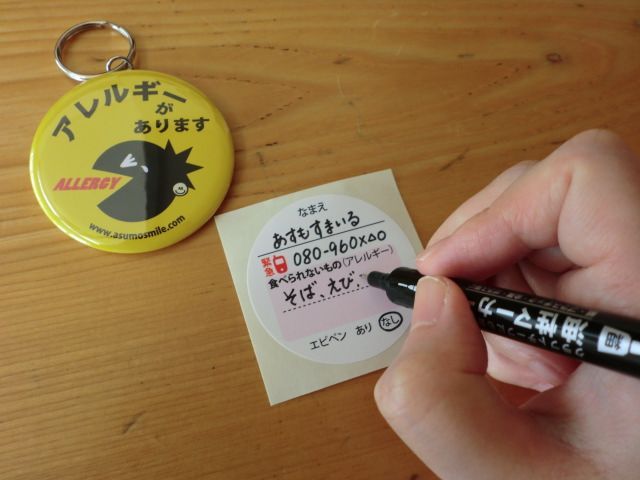 アレルギー
が
あります
ALLERGY
www.asumosmile.com
なまえ
あすもすまいる
緊急 080-960X△○
食べられないもの(アレルギー)
そば、えび、
エピペン あり なし
油性マーカ